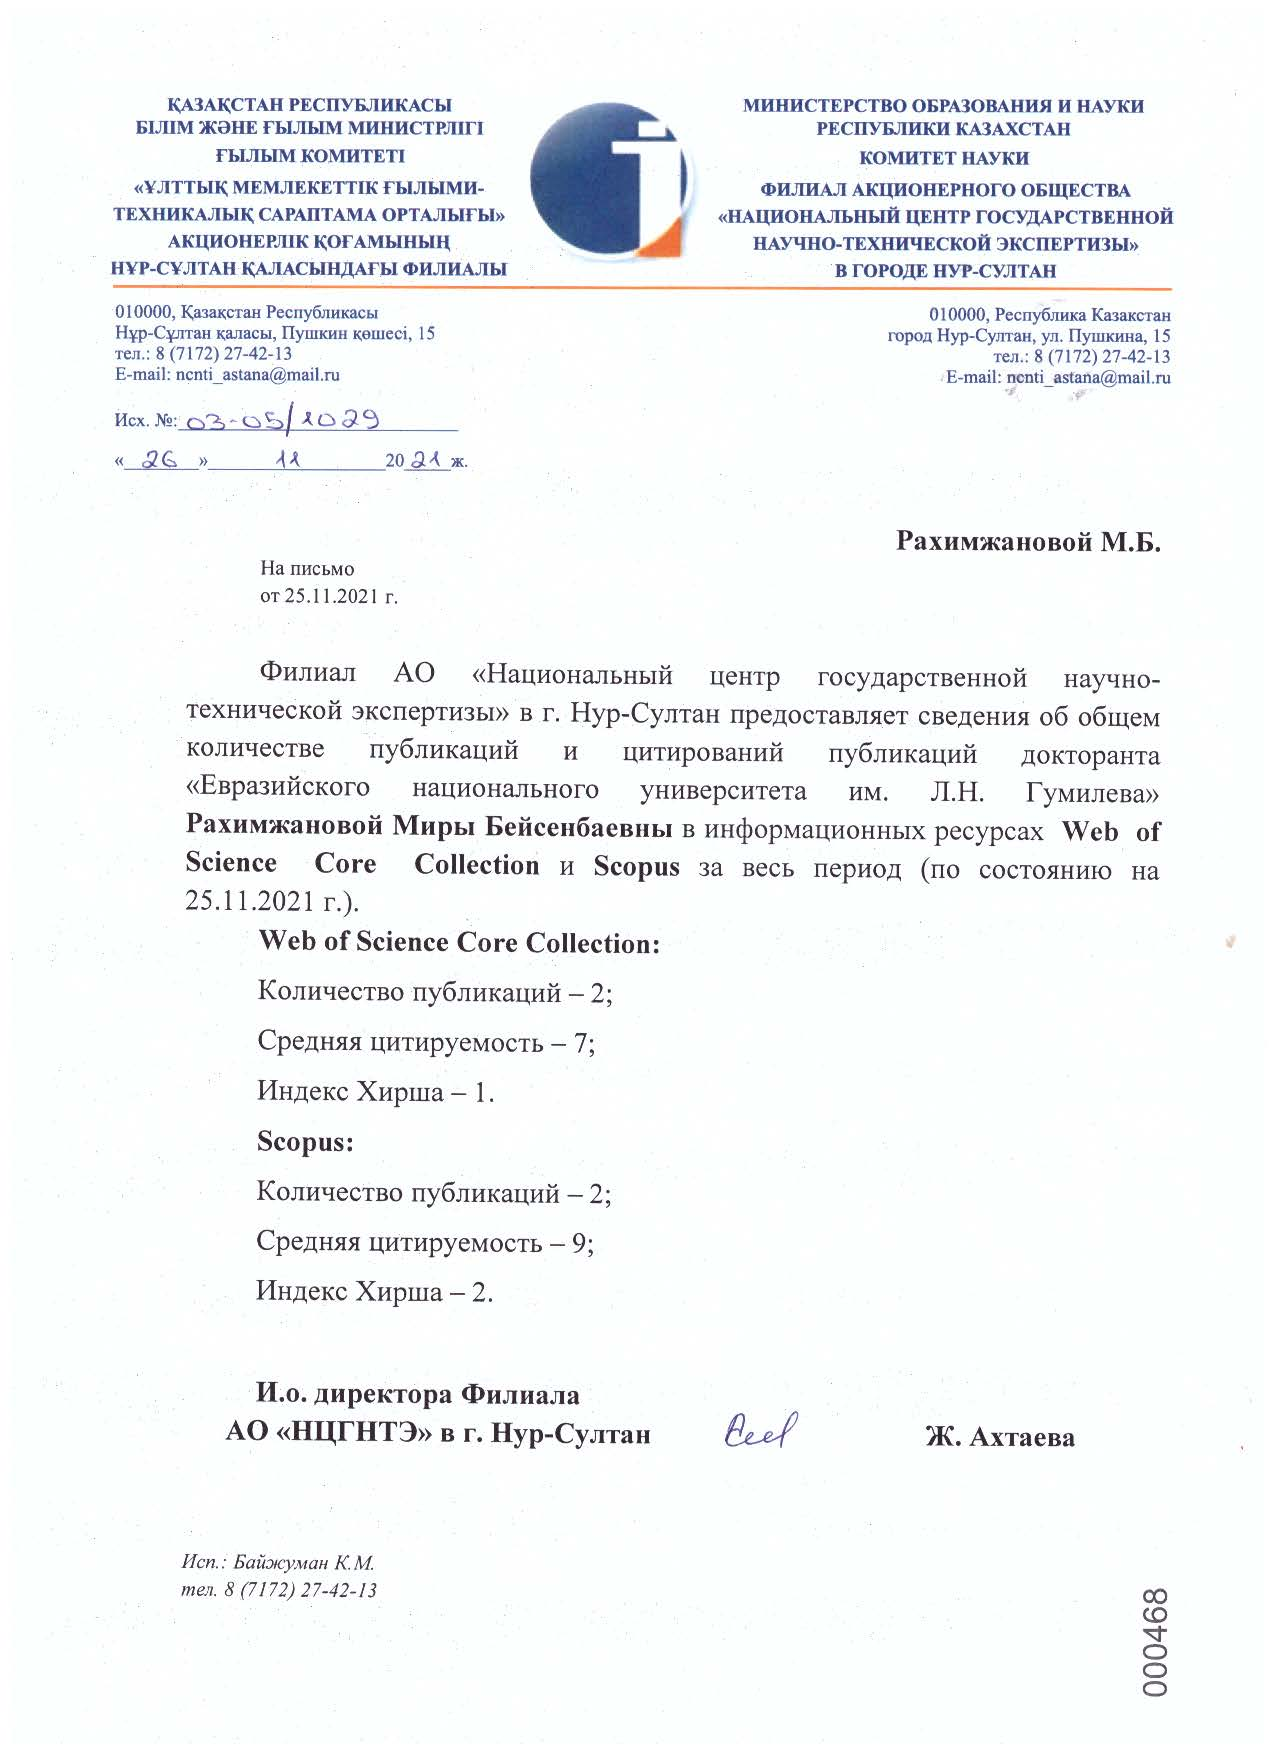 ҚАЗАҚСТАН РЕСПУБЛИКАСЫ
БІЛІМ ЖӘНЕ ҒЫЛЫМ МИНИСТРЛІГІ
ҒЫЛЫМ КОМИТЕТІ
«ҰЛТТЫҚ МЕМЛЕКЕТТІК ҒЫЛЫМИ-
ТЕХНИКАЛЫҚ САРАПТАМА ОРТАЛЫҒЫ»
АКЦИОНЕРЛІК ҚОҒАМЫНЫҢ
НҰР-СҰЛТАН ҚАЛАСЫНДАҒЫ ФИЛИАЛЫ
МИНИСТЕРСТВО ОБРАЗОВАНИЯ И НАУКИ
РЕСПУБЛИКИ КАЗАХСТАН
КОМИТЕТ НАУКИ
ФИЛИАЛ АКЦИОНЕРНОГО ОБЩЕСТВА
«НАЦИОНАЛЬНЫЙ ЦЕНТР ГОСУДАРСТВЕННОЙ
НАУЧНО-ТЕХНИЧЕСКОЙ ЭКСПЕРТИЗЫ»
В ГОРОДЕ НУР-СУЛТАН
010000, Қазақстан Республикасы
Нұр-Сұлтан қаласы, Пушкин көшесі, 15
тел.: 8 (7172) 27-42-13
E-mail: ncnti_astana@mail.ru
010000, Республика Казакстан
город Нур-Султан, ул. Пушкина, 15
тел.: 8 (7172) 27-42-13
E-mail: ncnti_astana@mail.ru
Исх. №: 03-05/1029
«26» 11 2021 ж.
Рахимжановой М.Б.
На письмо
от 25.11.2021 г.
Филиал АО «Национальный центр государственной научно-
технической экспертизы» в г. Нур-Султан предоставляет сведения об общем
количестве публикаций и цитирований публикаций докторанта
«Евразийского национального университета им. Л.Н. Гумилева»
Рахимжановой Миры Бейсенбаевны в информационных ресурсах Web of
Science Core Collection и Scopus за весь период (по состоянию на
25.11.2021 г.).
Web of Science Core Collection:
Количество публикаций – 2;
Средняя цитируемость – 7;
Индекс Хирша – 1.
Scopus:
Количество публикаций – 2;
Средняя цитируемость – 9;
Индекс Хирша – 2.
И.о. директора Филиала
АО «НЦГНТЭ» в г. Нур-Султан Ж. Ахтаева
Исп.: Байжуман К.М.
тел. 8 (7172) 27-42-13
000468